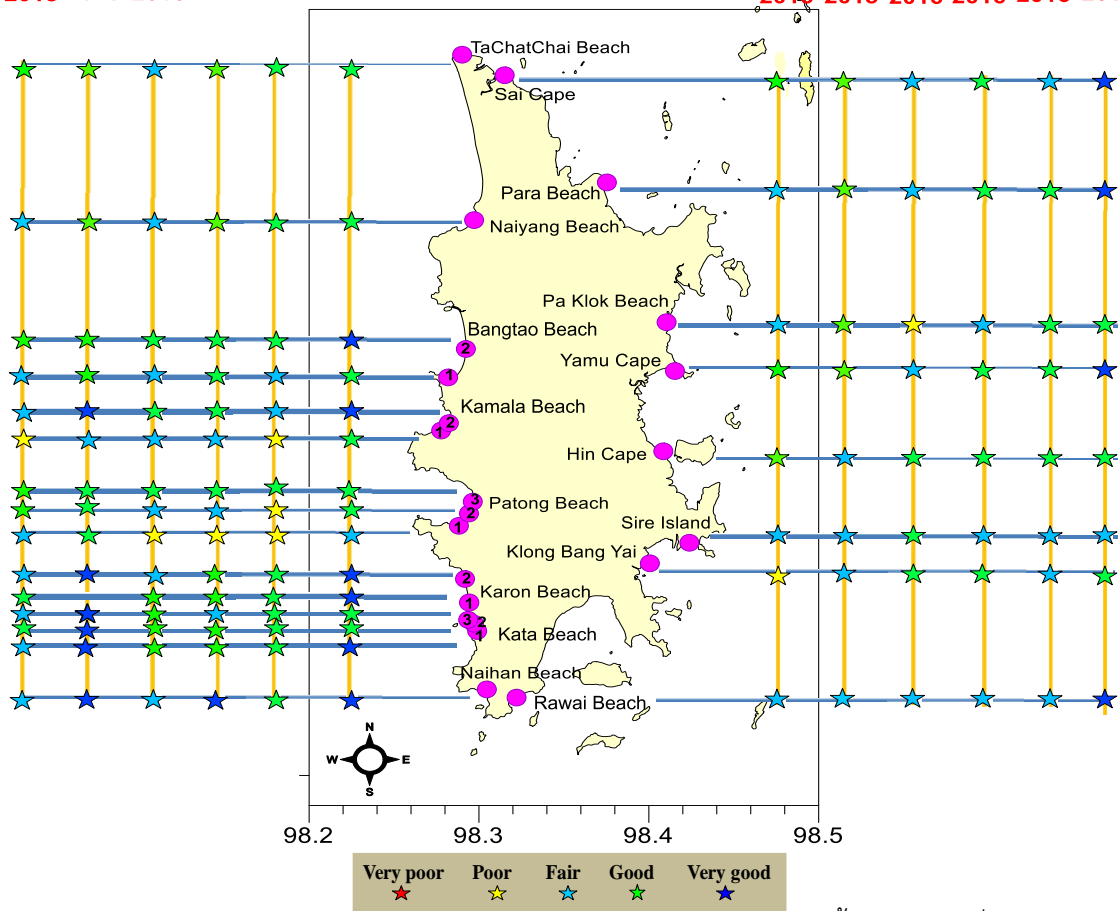 TaChatChai Beach
Sai Cape
Para Beach
Naiyang Beach
Pa Klok Beach
Bangtao Beach
2
Yamu Cape
1
Kamala Beach
2
1
Hin Cape
3
Patong Beach
2
1
Sire Island
Klong Bang Yai
2
Karon Beach
1
3
2
1
Kata Beach
Naihan Beach
Rawai Beach
N
W E
S
98.2 98.3 98.4 98.5
Very poor Poor Fair Good Very good